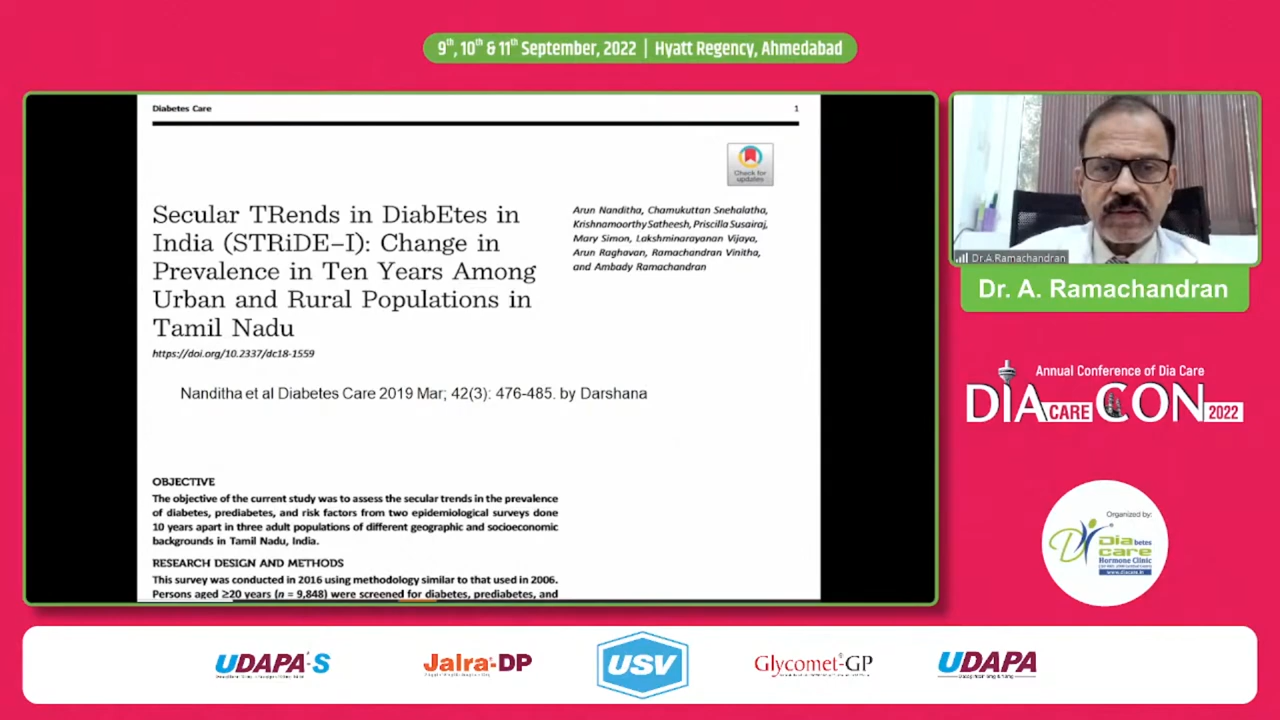 9th, 10th & 11th September, 2022 | Hyatt Regency, Ahmedabad
Diabetes Care
1
Check for
updates
Secular TRends in DiabEtes in
India (STRiDE–I): Change in
Prevalence in Ten Years Among
Urban and Rural Populations in
Tamil Nadu
https://doi.org/10.2337/dc18-1559
Arun Nanditha, Chamukuttan Snehalatha,
Krishnamoorthy Satheesh, Priscilla Susairaj,
Mary Simon, Lakshminarayanan Vijaya,
Arun Raghavan, Ramachandran Vinitha,
and Ambady Ramachandran
Nanditha et al Diabetes Care 2019 Mar; 42(3): 476-485. by Darshana
OBJECTIVE
The objective of the current study was to assess the secular trends in the prevalence
of diabetes, prediabetes, and risk factors from two epidemiological surveys done
10 years apart in three adult populations of different geographic and socioeconomic
backgrounds in Tamil Nadu, India.
RESEARCH DESIGN AND METHODS
This survey was conducted in 2016 using methodology similar to that used in 2006.
Persons aged ≥20 years (n = 9,848) were screened for diabetes, prediabetes, and
Dr.A.Ramachandran
Dr. A. Ramachandran
Annual Conference of Dia Care
DIA CARE CON 2022
Organized by:
Diabetes
care
Hormone Clinic
www.diacare.in
UDAPA-S
Jalra-DP
USV
Glycomet®-GP
UDAPA